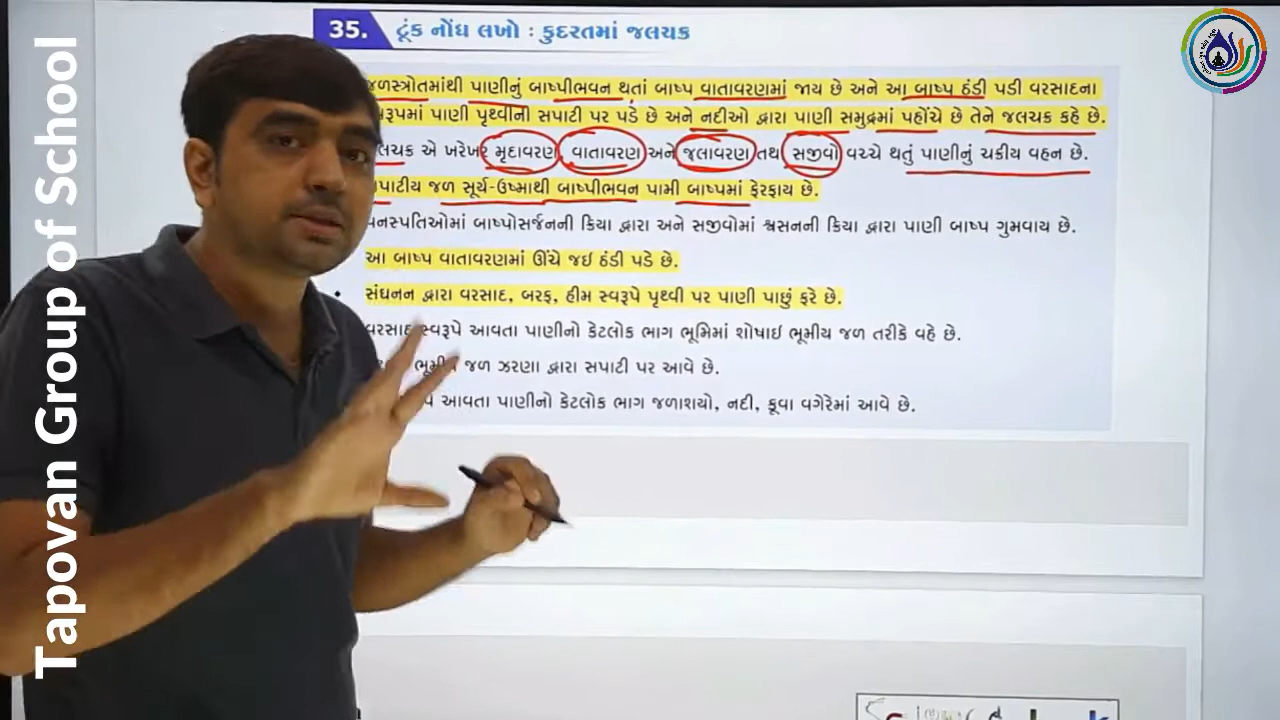 Tapovan Group of School
35. ટૂંક નોંધ લખો : કુદરતમાં જલચક્ર
જળસ્ત્રોતમાંથી પાણીનું બાષ્પીભવન થતાં બાષ્પ વાતાવરણમાં જાય છે અને આ બાષ્પ ઠંડી પડી વરસાદના
પાણી પૃથ્વીની સપાટી પર પડે છે અને નદીઓ દ્વારા પાણી સમુદ્રમાં પહોંચે છે તેને જલચક્ર કહે છે.
એ ખરેખર મૃદાવરણ, વાતાવરણ અને જલાવરણ તથ સજીવો વચ્ચે થતું પાણીનું ચક્રીય વહન છે.
જળ સૂર્ય-ઉષ્માથી બાષ્પીભવન પામી બાષ્પમાં ફેરફાય છે.
વનસ્પતિઓમાં બાષ્પોસર્જનની ક્રિયા દ્વારા અને સજીવોમાં શ્વસનની ક્રિયા દ્વારા પાણી બાષ્પ ગુમવાય છે.
આ બાષ્પ વાતાવરણમાં ઊંચે જઇ ઠંડી પડે છે.
• સંઘનન દ્વારા વરસાદ, બરફ, હીમ સ્વરૂપે પૃથ્વી પર પાણી પાછું ફરે છે.
વરસાદ સ્વરૂપે આવતા પાણીનો કેટલોક ભાગ ભૂમિમાં શોષાઇ ભૂમીય જળ તરીકે વહે છે.
ભૂમીય જળ ઝરણા દ્વારા સપાટી પર આવે છે.
આવતા પાણીનો કેટલોક ભાગ જળાશયો, નદી, કૂવા વગેરેમાં આવે છે.